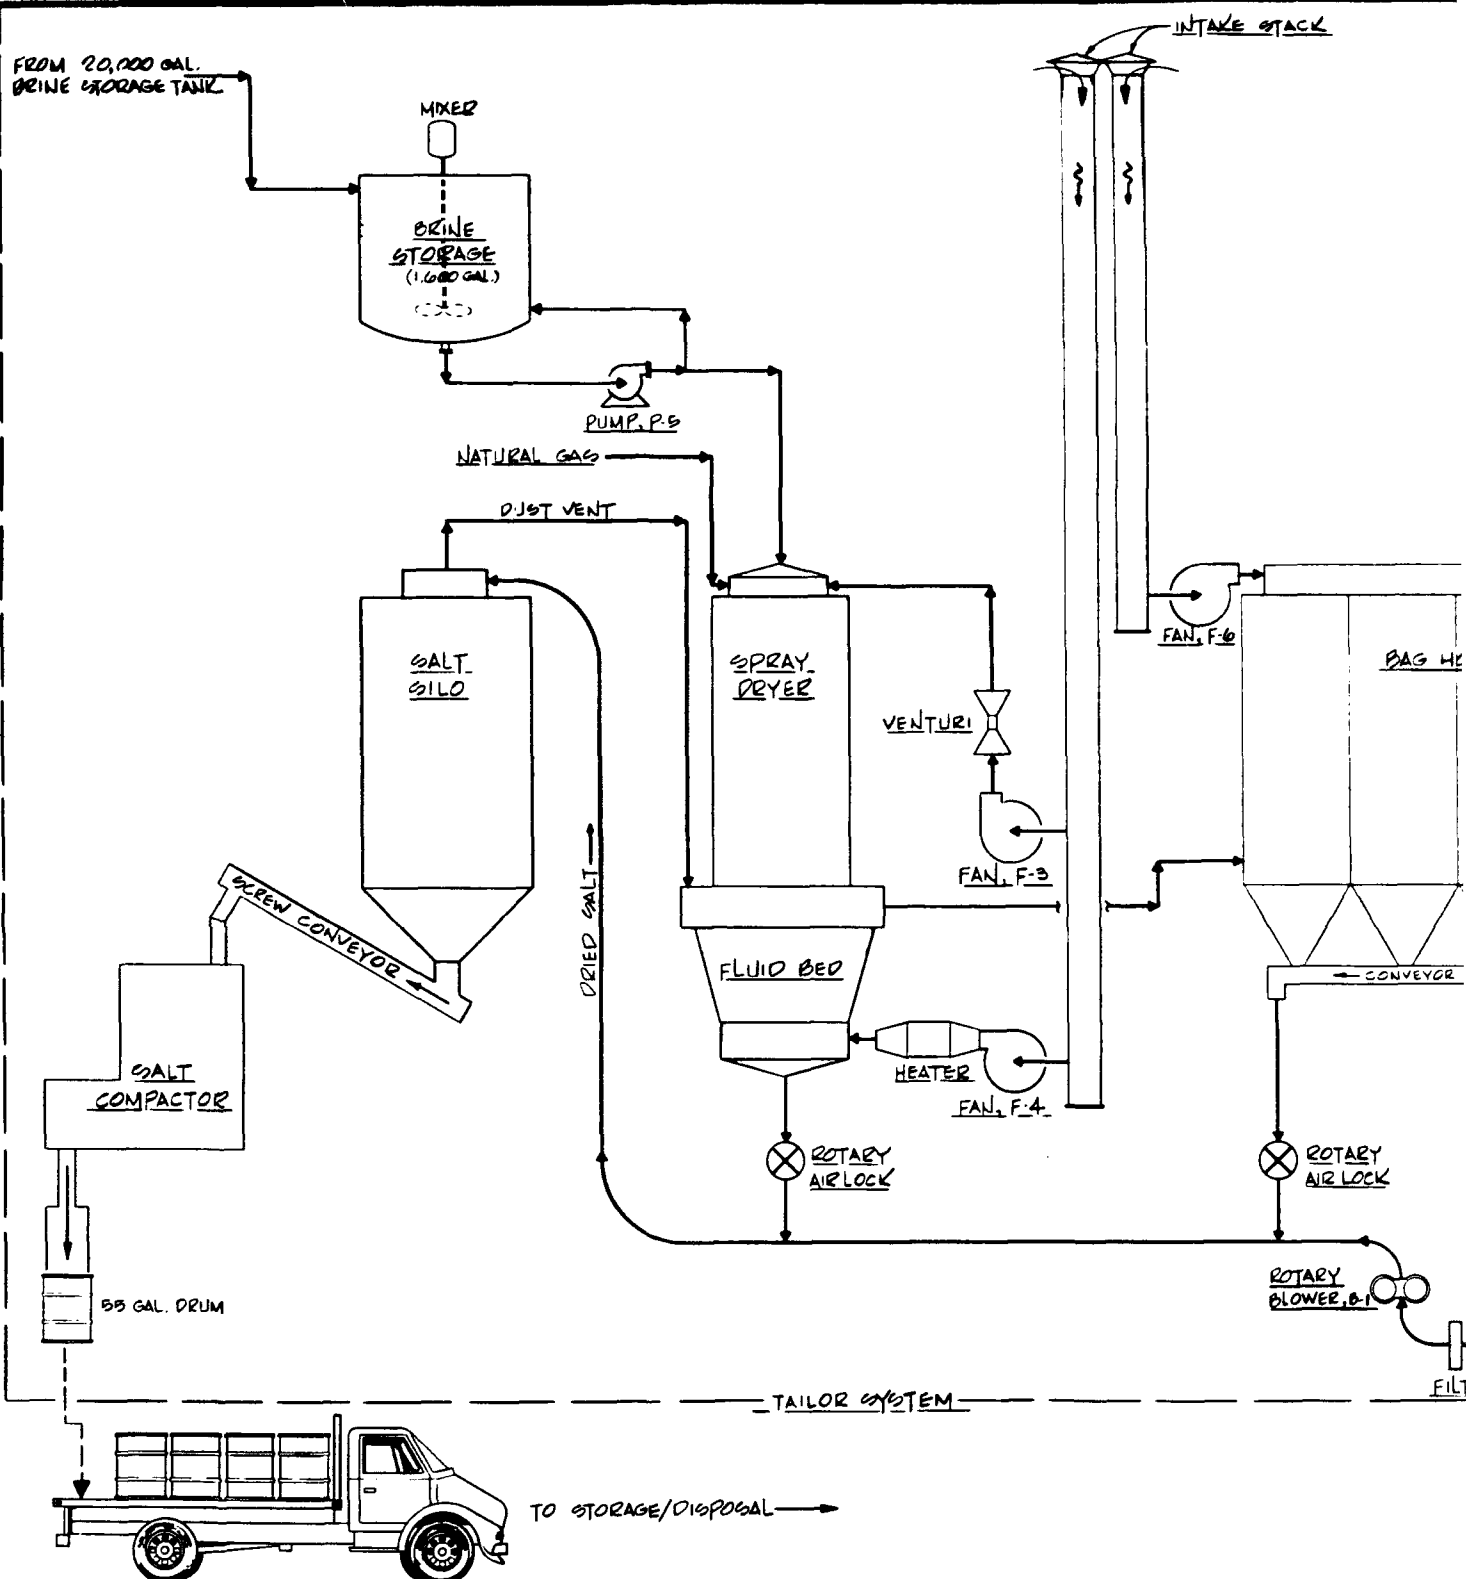 INTAKE STACK
FROM 20,000 GAL.
BRINE STORAGE TANK
MIXER
BRINE
STORAGE
(1,600 GAL.)
PUMP, P-5
NATURAL GAS
DUST VENT
SALT
SILO
SPRAY
DRYER
VENTURI
FAN, F-6
BAG
FAN, F-3
SCREW CONVEYOR
DRIED SALT
FLUID BED
CONVEYOR
HEATER
FAN, F-4
SALT
COMPACTOR
ROTARY
AIR LOCK
ROTARY
AIR LOCK
55 GAL. DRUM
ROTARY
BLOWER, B-1
FILT
TAILOR SYSTEM
TO STORAGE/DISPOSAL